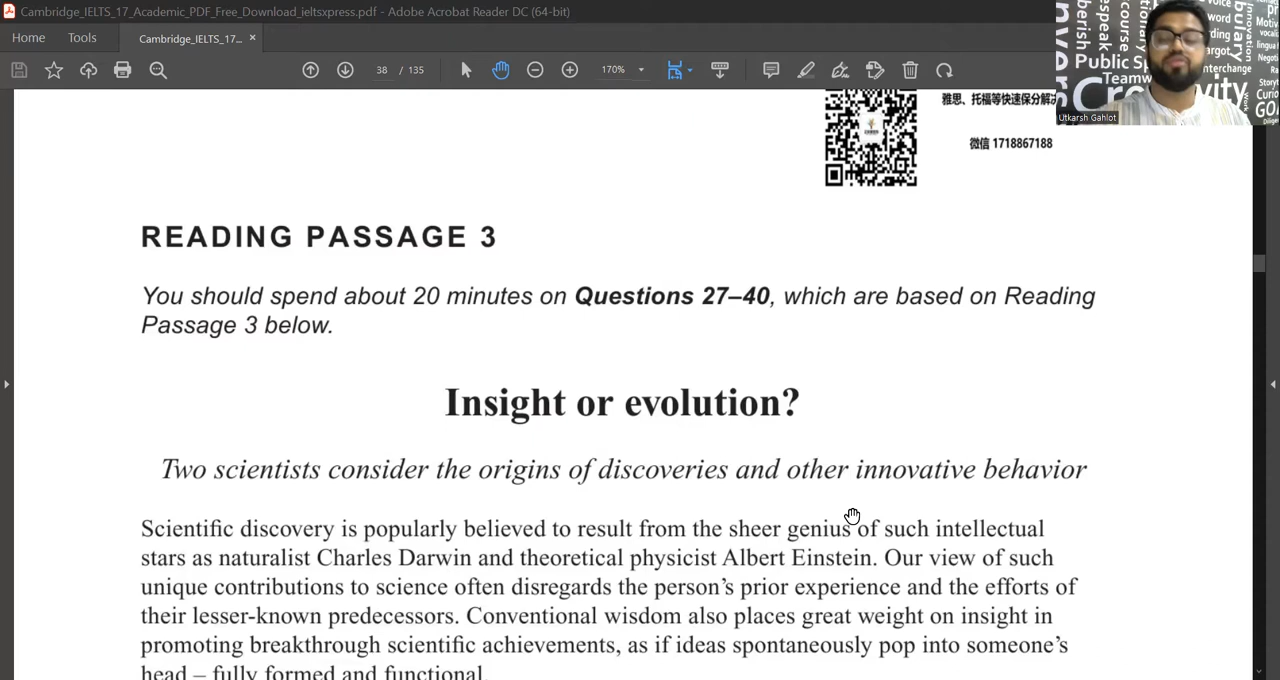 Cambridge_IELTS_17_Academic_PDF_Free_Download_ieltsxpress.pdf - Adobe Acrobat Reader DC (64-bit)
Home Tools Cambridge_IELTS_17... ×
38 / 135 170%
雅思、托福等快速保分解决
微信 1718867188
Public Sp
Teamw
nterchange
Utkarsh Gahlot
READING PASSAGE 3
You should spend about 20 minutes on Questions 27–40, which are based on Reading
Passage 3 below.
Insight or evolution?
Two scientists consider the origins of discoveries and other innovative behavior
Scientific discovery is popularly believed to result from the sheer genius of such intellectual
stars as naturalist Charles Darwin and theoretical physicist Albert Einstein. Our view of such
unique contributions to science often disregards the person’s prior experience and the efforts of
their lesser-known predecessors. Conventional wisdom also places great weight on insight in
promoting breakthrough scientific achievements, as if ideas spontaneously pop into someone’s
head – fully formed and functional.